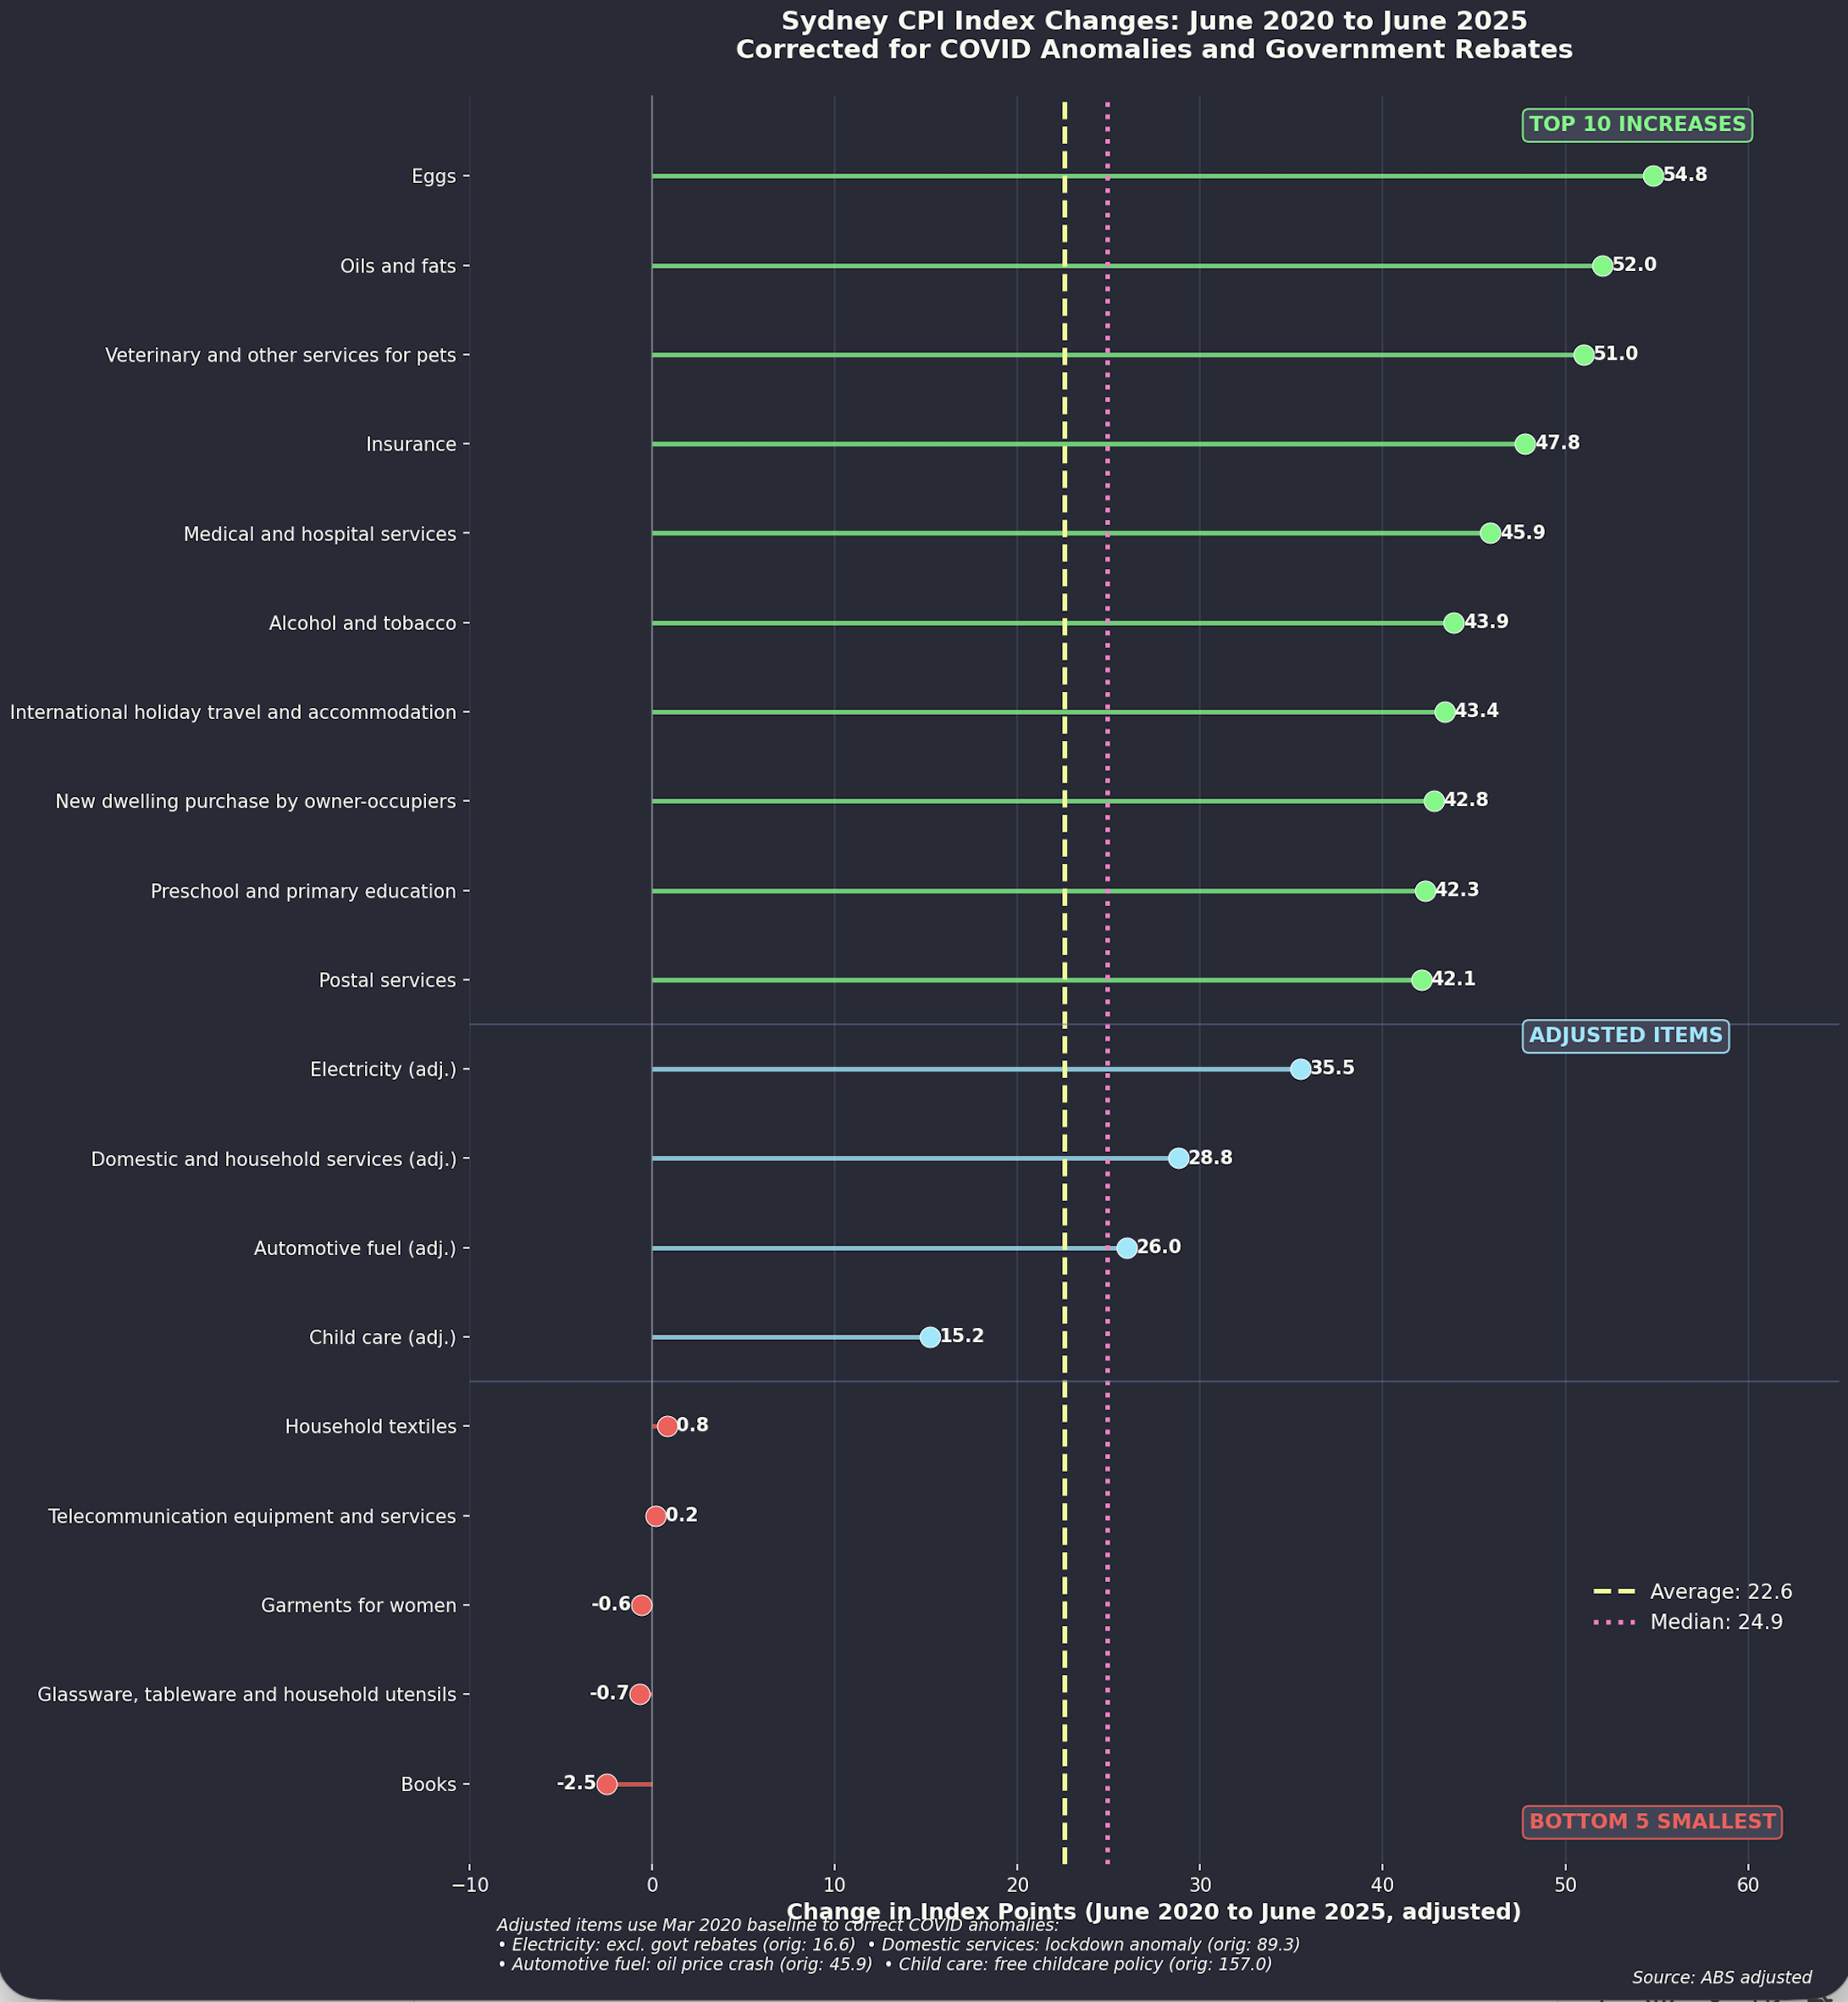 Sydney CPI Index Changes: June 2020 to June 2025
Corrected for COVID Anomalies and Government Rebates
TOP 10 INCREASES
Eggs 54.8
Oils and fats 52.0
Veterinary and other services for pets 51.0
Insurance 47.8
Medical and hospital services 45.9
Alcohol and tobacco 43.9
International holiday travel and accommodation 43.4
New dwelling purchase by owner-occupiers 42.8
Preschool and primary education 42.3
Postal services 42.1
ADJUSTED ITEMS
Electricity (adj.) 35.5
Domestic and household services (adj.) 28.8
Automotive fuel (adj.) 26.0
Child care (adj.) 15.2
Household textiles 0.8
Telecommunication equipment and services 0.2
Average: 22.6
Garments for women -0.6
Median: 24.9
Glassware, tableware and household utensils -0.7
Books -2.5
BOTTOM 5 SMALLEST
−10 0 10 20 30 40 50 60
Change in Index Points (June 2020 to June 2025, adjusted)
Adjusted items use Mar 2020 baseline to correct COVID anomalies:
• Electricity: excl. govt rebates (orig: 16.6) • Domestic services: lockdown anomaly (orig: 89.3)
• Automotive fuel: oil price crash (orig: 45.9) • Child care: free childcare policy (orig: 157.0)
Source: ABS adjusted